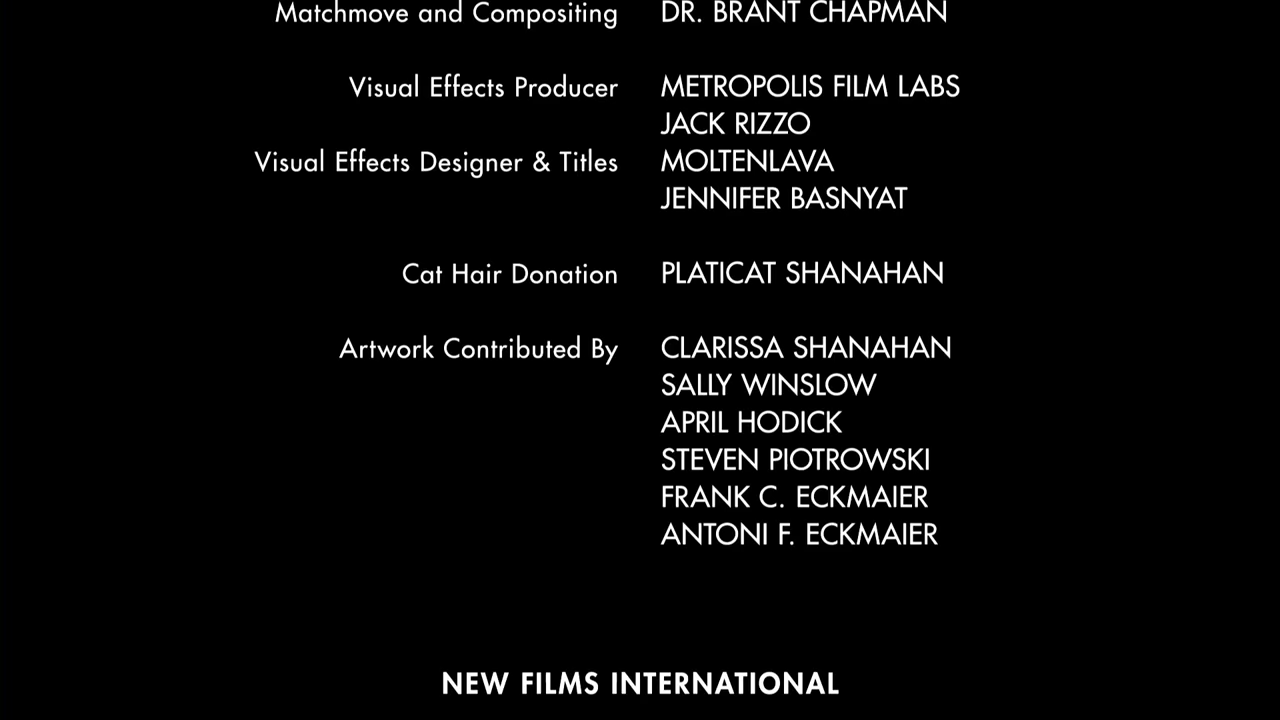 Matchmove and Compositing DR. BRANT CHAPMAN
Visual Effects Producer METROPOLIS FILM LABS
JACK RIZZO
Visual Effects Designer & Titles MOLTENLAVA
JENNIFER BASNYAT
Cat Hair Donation PLATICAT SHANAHAN
Artwork Contributed By CLARISSA SHANAHAN
SALLY WINSLOW
APRIL HODICK
STEVEN PIOTROWSKI
FRANK C. ECKMAIER
ANTONI F. ECKMAIER
NEW FILMS INTERNATIONAL